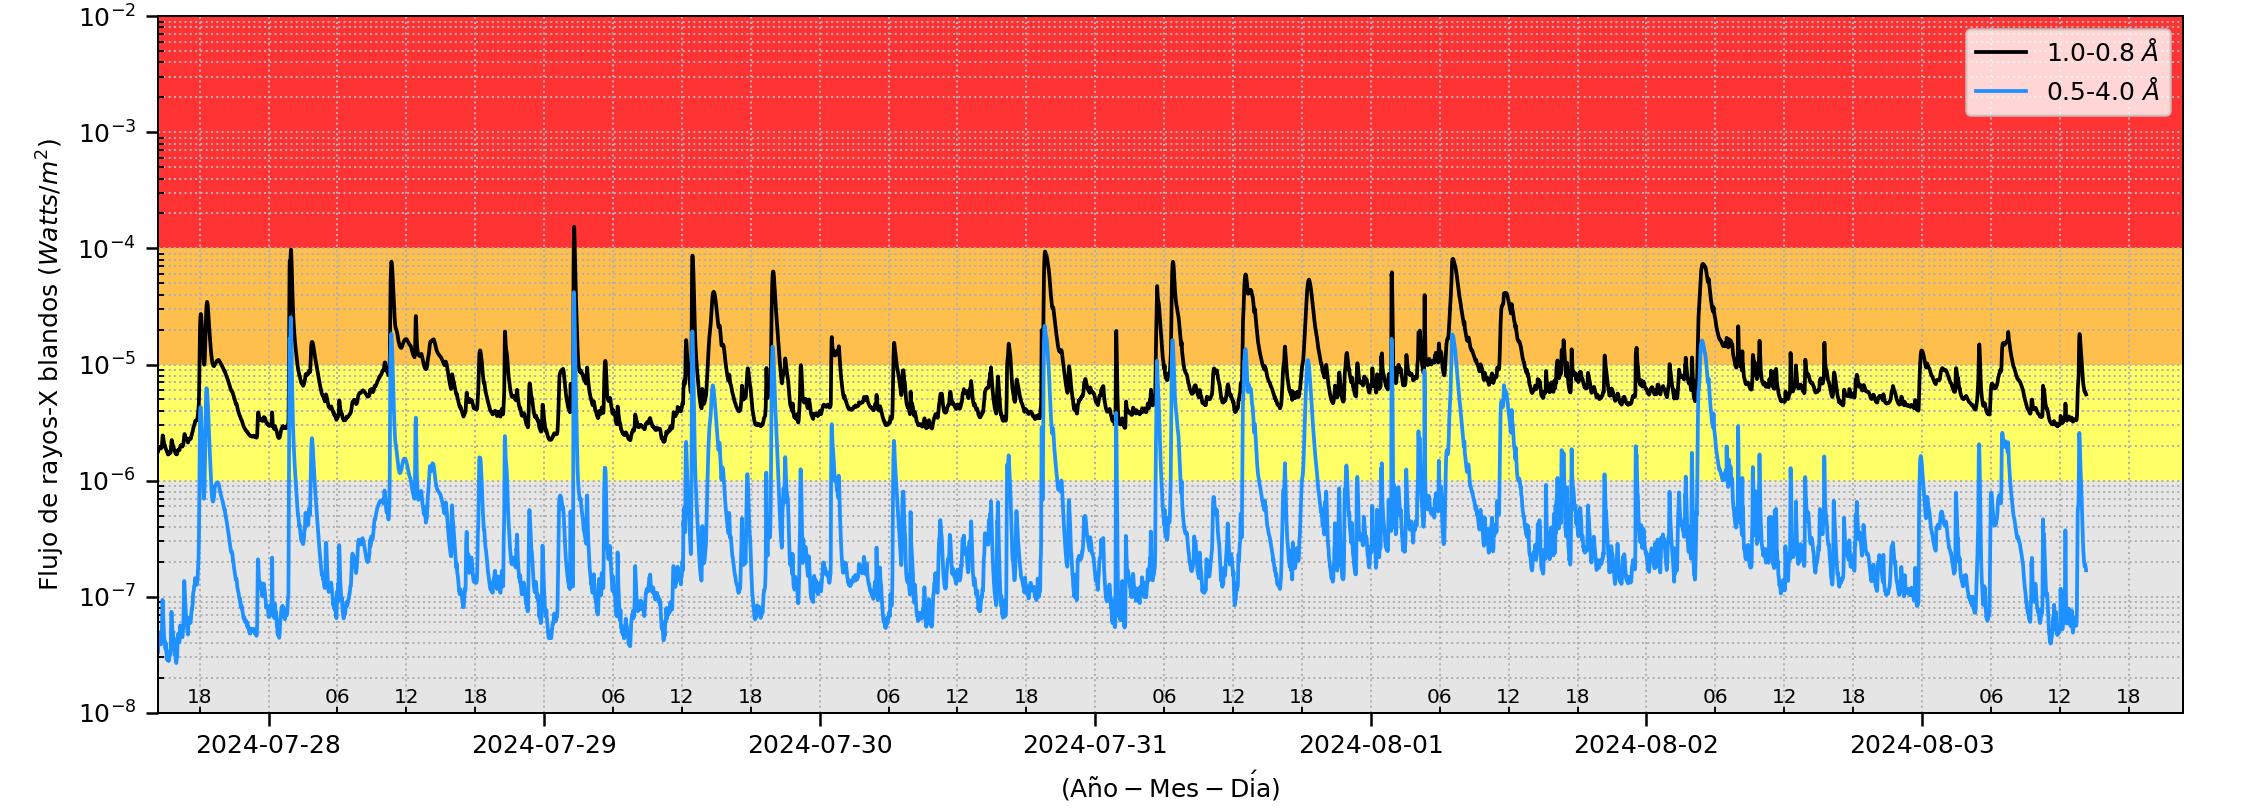 10⁻²
10⁻³
10⁻⁴
10⁻⁵
10⁻⁶
10⁻⁷
10⁻⁸
Flujo de rayos-X blandos (Watts/m²)
1.0-0.8 Å
0.5-4.0 Å
18 06 12 18 06 12 18 06 12 18 06 12 18 06 12 18 06 12 18 06 12 18
2024-07-28 2024-07-29 2024-07-30 2024-07-31 2024-08-01 2024-08-02 2024-08-03
(Año − Mes − Día)